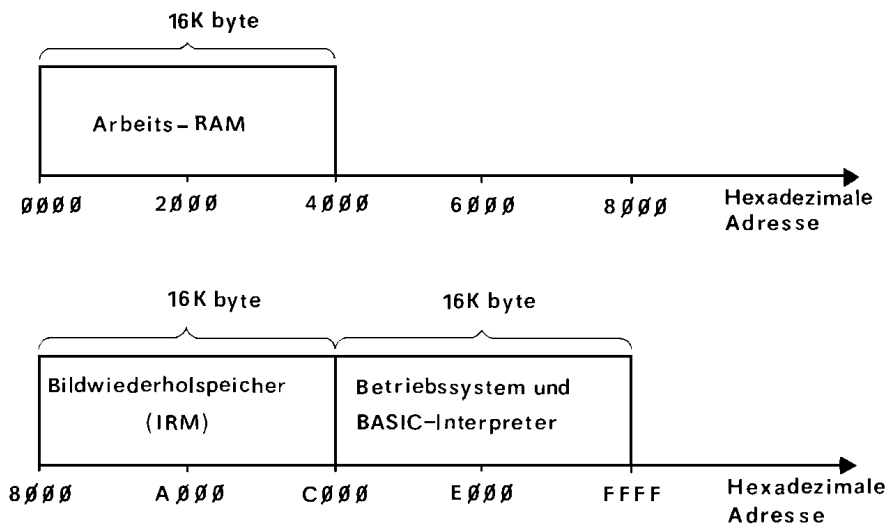 16K byte
Arbeits-RAM
0000 2000 4000 6000 8000 Hexadezimale
Adresse
16K byte 16K byte
Bildwiederholspeicher Betriebssystem und
(IRM) BASIC-Interpreter
8000 A000 C000 E000 FFFF Hexadezimale
Adresse